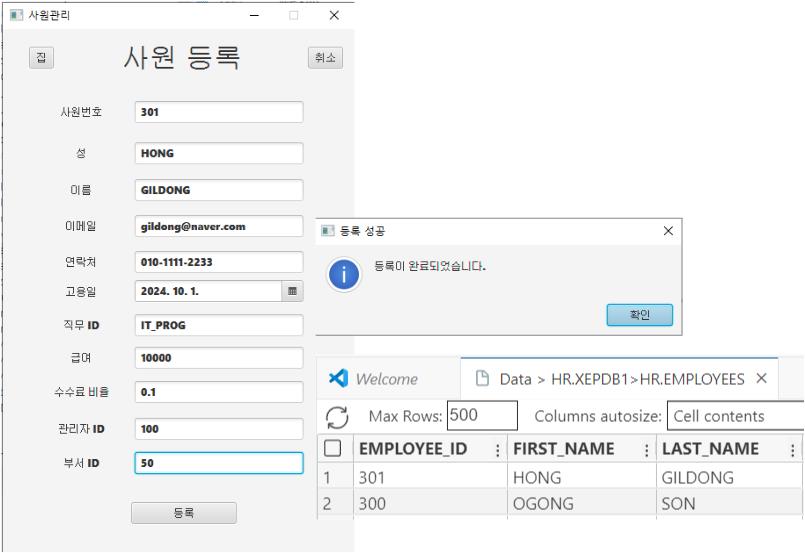 사원관리
집
사원 등록
취소
사원번호 301
성 HONG
이름 GILDONG
이메일 gildong@naver.com
연락처 010-1111-2233
고용일 2024. 10. 1.
직무 ID IT_PROG
급여 10000
수수료 비율 0.1
관리자 ID 100
부서 ID 50
등록
등록 성공
등록이 완료되었습니다.
확인
Welcome
Data > HR.XEPDB1>HR.EMPLOYEES
Max Rows: 500 Columns autosize: Cell contents
EMPLOYEE_ID FIRST_NAME LAST_NAME
1 301 HONG GILDONG
2 300 OGONG SON